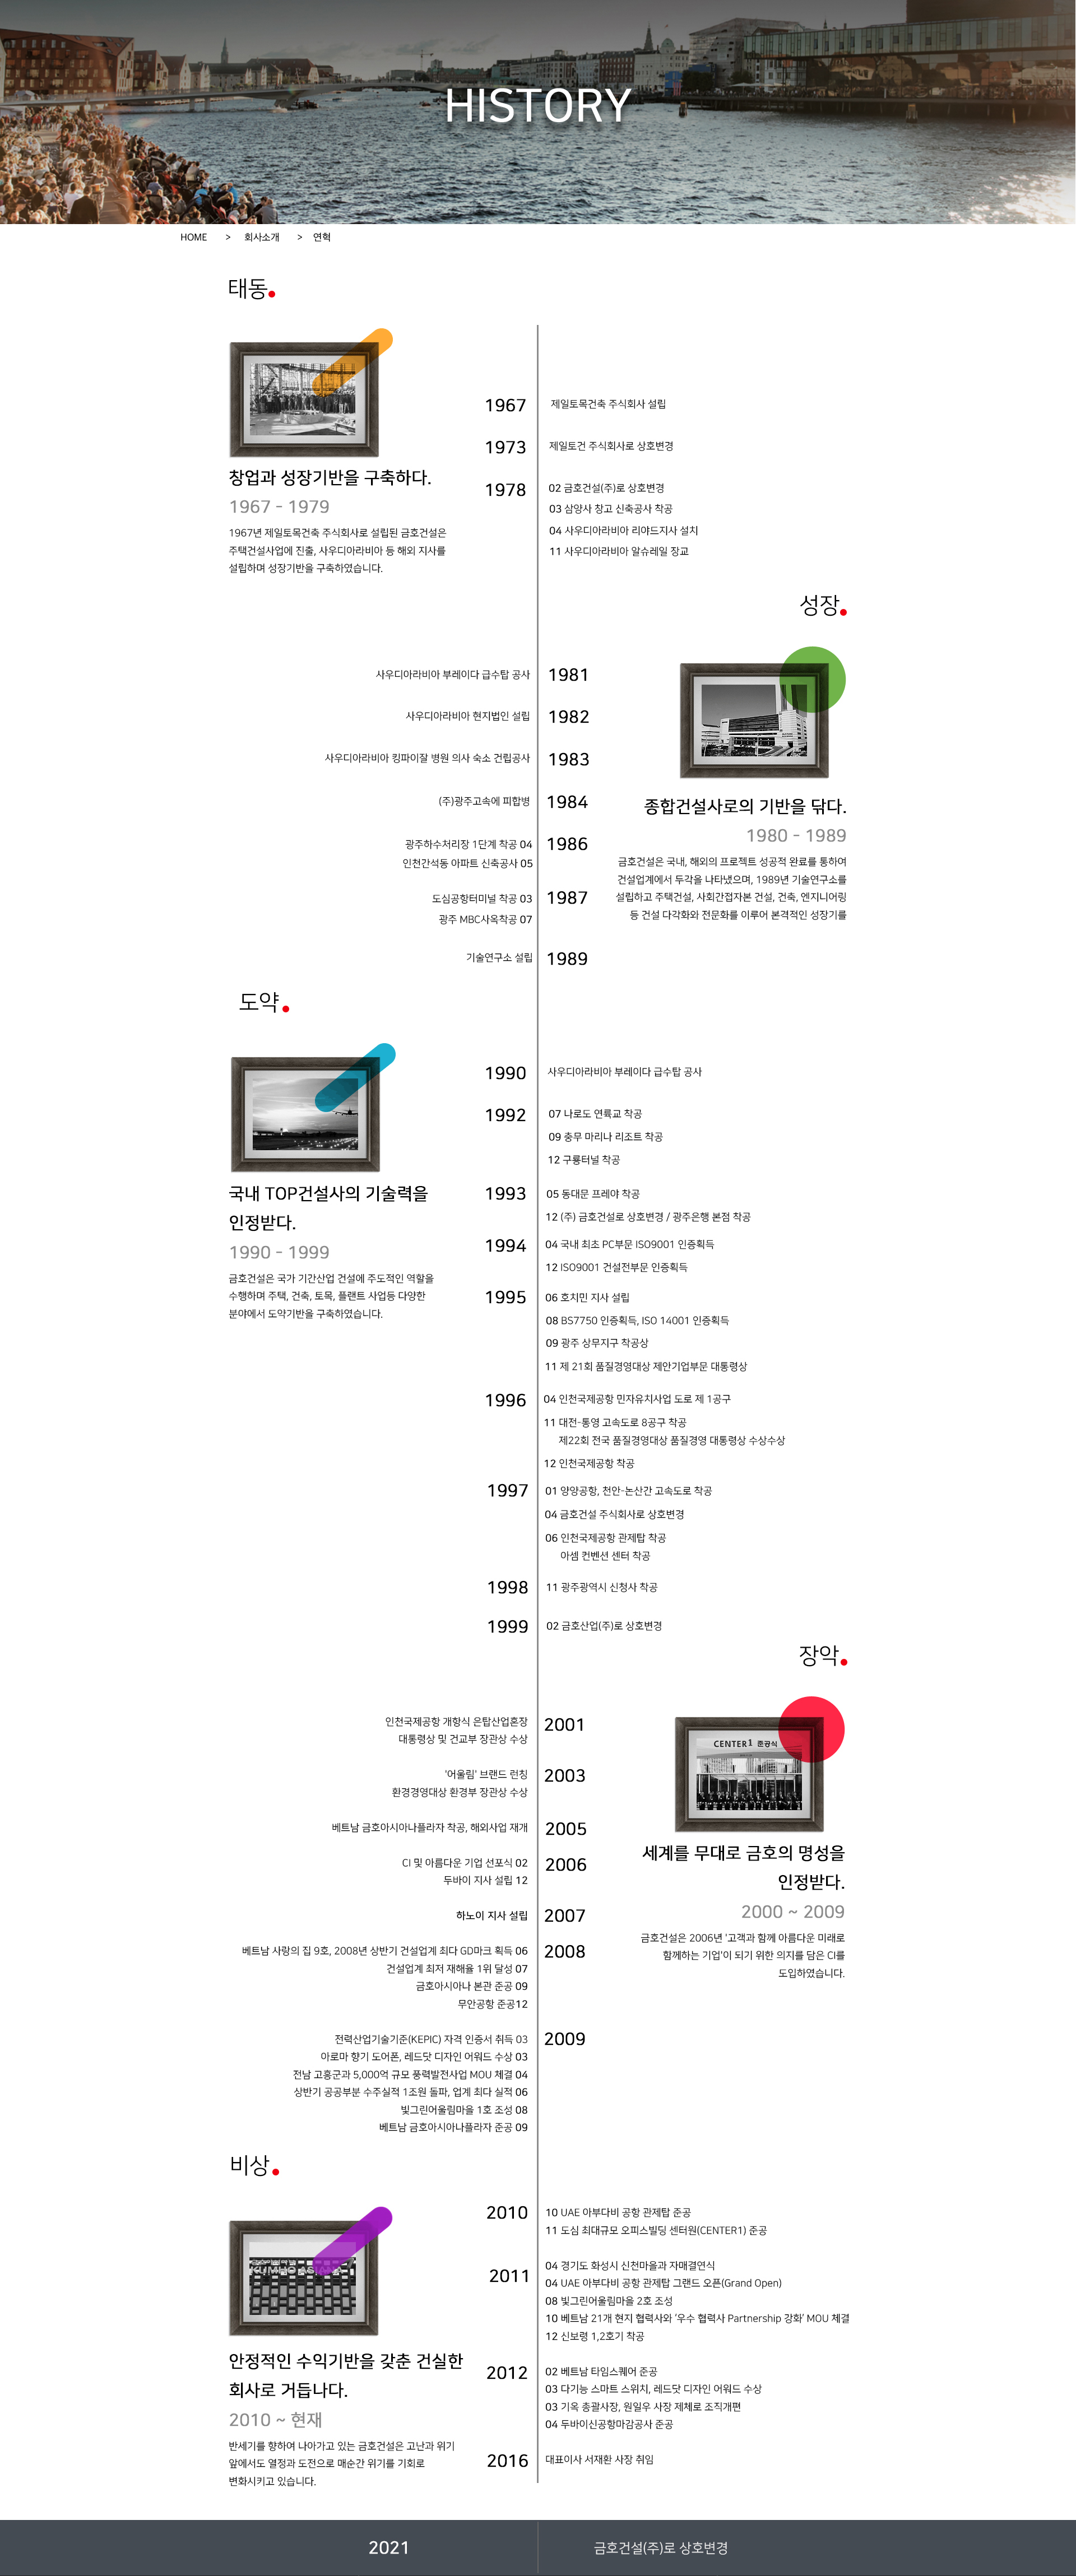 HISTORY
HOME > 회사소개 > 연혁
태동.
창업과 성장기반을 구축하다.
1967 - 1979
1967년 제일토목건축 주식회사로 설립된 금호건설은
주택건설사업에 진출, 사우디아라비아 등 해외 지사를
설립하며 성장기반을 구축하였습니다.
1967 제일토목건축 주식회사 설립
1973 제일토건 주식회사로 상호변경
1978 02 금호건설(주)로 상호변경
03 삼양사 창고 신축공사 착공
04 사우디아라비아 리야드지사 설치
11 사우디아라비아 알슈레일 장교
성장.
사우디아라비아 부레이다 급수탑 공사 1981
사우디아라비아 현지법인 설립 1982
사우디아라비아 킹파이잘 병원 의사 숙소 건립공사 1983
(주)광주고속에 피합병 1984
광주하수처리장 1단계 착공 04 1986
인천간석동 아파트 신축공사 05
도심공항터미널 착공 03 1987
광주 MBC사옥착공 07
기술연구소 설립 1989
종합건설사로의 기반을 닦다.
1980 - 1989
금호건설은 국내, 해외의 프로젝트 성공적 완료를 통하여
건설업계에서 두각을 나타냈으며, 1989년 기술연구소를
설립하고 주택건설, 사회간접자본 건설, 건축, 엔지니어링
등 건설 다각화와 전문화를 이루어 본격적인 성장기를
도약.
국내 TOP건설사의 기술력을
인정받다.
1990 - 1999
금호건설은 국가 기간산업 건설에 주도적인 역할을
수행하며 주택, 건축, 토목, 플랜트 사업등 다양한
분야에서 도약기반을 구축하였습니다.
1990 사우디아라비아 부레이다 급수탑 공사
1992 07 나로도 연륙교 착공
09 충무 마리나 리조트 착공
12 구룡터널 착공
1993 05 동대문 프레야 착공
12 (주) 금호건설로 상호변경 / 광주은행 본점 착공
1994 04 국내 최초 PC부문 ISO9001 인증획득
12 ISO9001 건설전부문 인증획득
1995 06 호치민 지사 설립
08 BS7750 인증획득, ISO 14001 인증획득
09 광주 상무지구 착공상
11 제 21회 품질경영대상 제안기업부문 대통령상
1996 04 인천국제공항 민자유치사업 도로 제 1공구
11 대전-통영 고속도로 8공구 착공
제22회 전국 품질경영대상 품질경영 대통령상 수상수상
12 인천국제공항 착공
1997 01 양양공항, 천안-논산간 고속도로 착공
04 금호건설 주식회사로 상호변경
06 인천국제공항 관제탑 착공
아셈 컨벤션 센터 착공
1998 11 광주광역시 신청사 착공
1999 02 금호산업(주)로 상호변경
장악.
인천국제공항 개항식 은탑산업훈장 2001
대통령상 및 건교부 장관상 수상
'어울림' 브랜드 런칭 2003
환경경영대상 환경부 장관상 수상
베트남 금호아시아나플라자 착공, 해외사업 재개 2005
CI 및 아름다운 기업 선포식 02 2006
두바이 지사 설립 12
하노이 지사 설립 2007
베트남 사랑의 집 9호, 2008년 상반기 건설업계 최다 GD마크 획득 06 2008
건설업계 최저 재해율 1위 달성 07
금호아시아나 본관 준공 09
무안공항 준공12
전력산업기술기준(KEPIC) 자격 인증서 취득 03 2009
아로마 향기 도어폰, 레드닷 디자인 어워드 수상 03
전남 고흥군과 5,000억 규모 풍력발전사업 MOU 체결 04
상반기 공공부분 수주실적 1조원 돌파, 업계 최다 실적 06
빛그린어울림마을 1호 조성 08
베트남 금호아시아나플라자 준공 09
CENTER1 준공식
세계를 무대로 금호의 명성을
인정받다.
2000 ~ 2009
금호건설은 2006년 '고객과 함께 아름다운 미래로
함께하는 기업'이 되기 위한 의지를 담은 CI를
도입하였습니다.
비상.
KUMHO ASIANA
안정적인 수익기반을 갖춘 건실한
회사로 거듭나다.
2010 ~ 현재
반세기를 향하여 나아가고 있는 금호건설은 고난과 위기
앞에서도 열정과 도전으로 매순간 위기를 기회로
변화시키고 있습니다.
2010 10 UAE 아부다비 공항 관제탑 준공
11 도심 최대규모 오피스빌딩 센터원(CENTER1) 준공
2011 04 경기도 화성시 신천마을과 자매결연식
04 UAE 아부다비 공항 관제탑 그랜드 오픈(Grand Open)
08 빛그린어울림마을 2호 조성
10 베트남 21개 현지 협력사와 '우수 협력사 Partnership 강화' MOU 체결
12 신보령 1,2호기 착공
2012 02 베트남 타임스퀘어 준공
03 다기능 스마트 스위치, 레드닷 디자인 어워드 수상
03 기옥 총괄사장, 원일우 사장 체제로 조직개편
04 두바이신공항마감공사 준공
2016 대표이사 서재환 사장 취임
2021 금호건설(주)로 상호변경